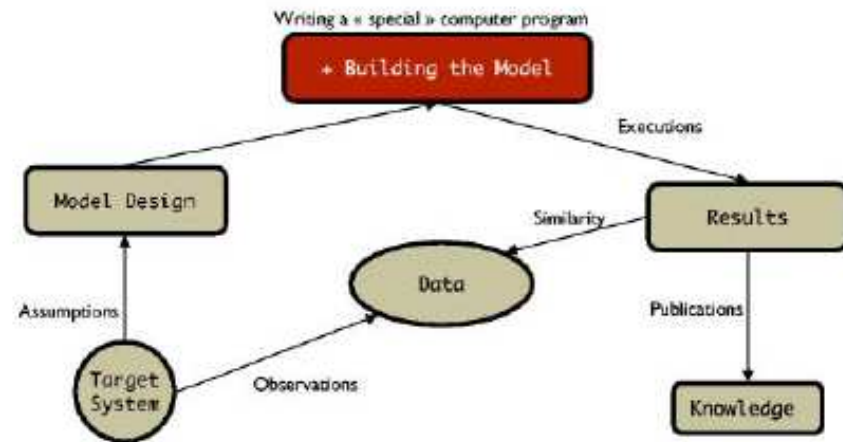 Writing a « special » computer program
+ Building the Model
Executions
Model Design
Similarity
Results
Data
Assumptions
Publications
Target
System
Observations
Knowledge